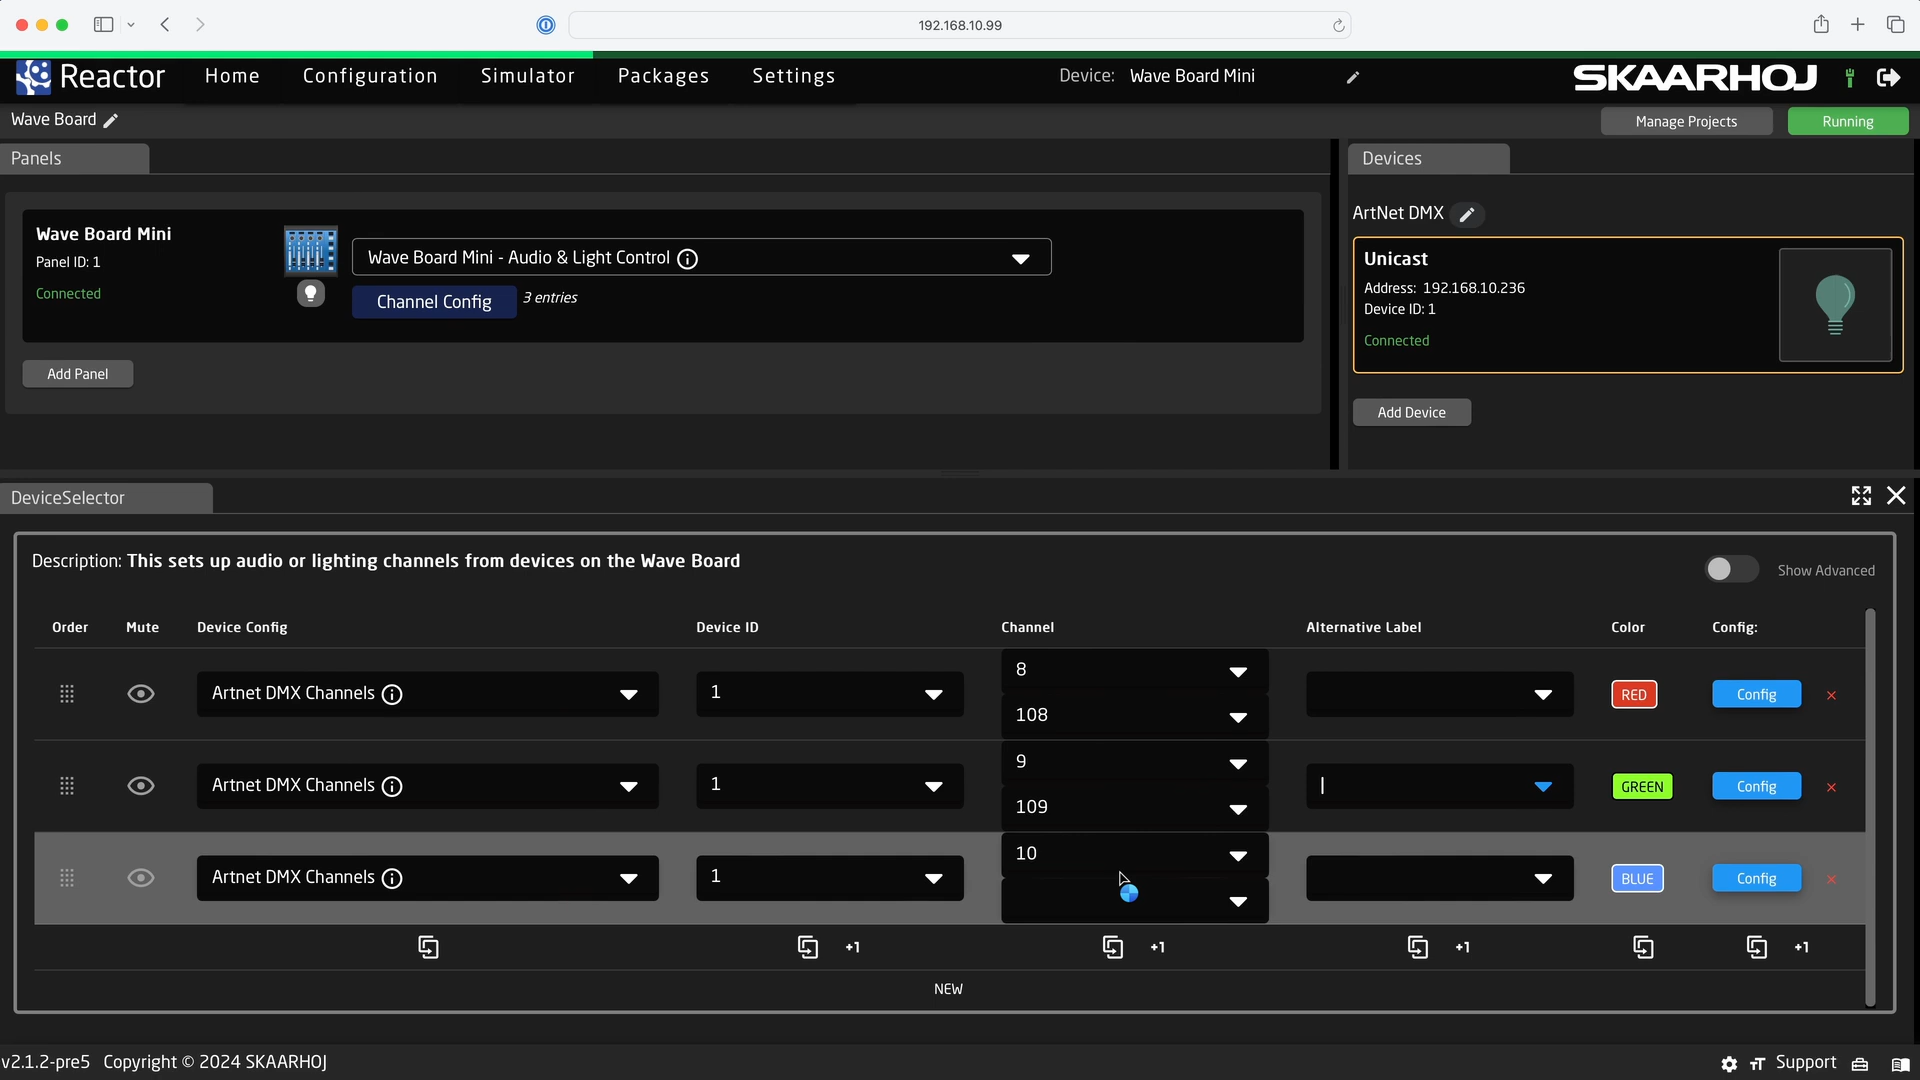 192.168.10.99
Reactor Home Configuration Simulator Packages Settings Device: Wave Board Mini SKAARHOJ
Wave Board Manage Projects Running
Panels Devices
Wave Board Mini
Panel ID: 1
Connected
Wave Board Mini - Audio & Light Control
Channel Config 3 entries
Add Panel
ArtNet DMX
Unicast
Address: 192.168.10.236
Device ID: 1
Connected
Add Device
DeviceSelector
Description: This sets up audio or lighting channels from devices on the Wave Board
Show Advanced
Order Mute Device Config Device ID Channel Alternative Label Color Config:
Artnet DMX Channels 1 8 RED Config ×
108
Artnet DMX Channels 1 9 GREEN Config ×
109
Artnet DMX Channels 1 10 BLUE Config ×
+1 +1 +1 +1
NEW
v2.1.2-pre5 Copyright © 2024 SKAARHOJ Support